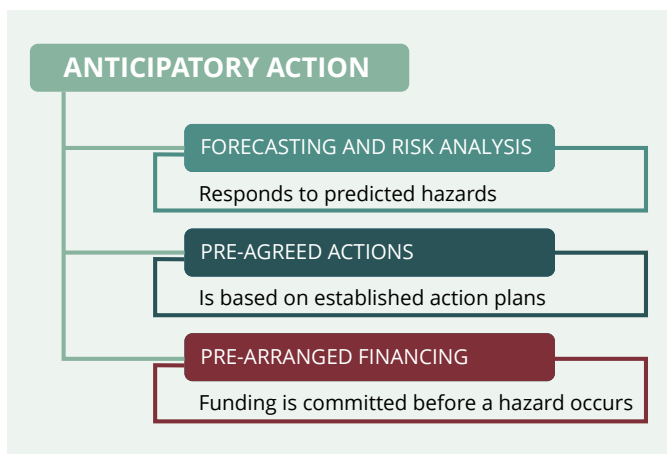 ANTICIPATORY ACTION
FORECASTING AND RISK ANALYSIS
Responds to predicted hazards
PRE-AGREED ACTIONS
Is based on established action plans
PRE-ARRANGED FINANCING
Funding is committed before a hazard occurs